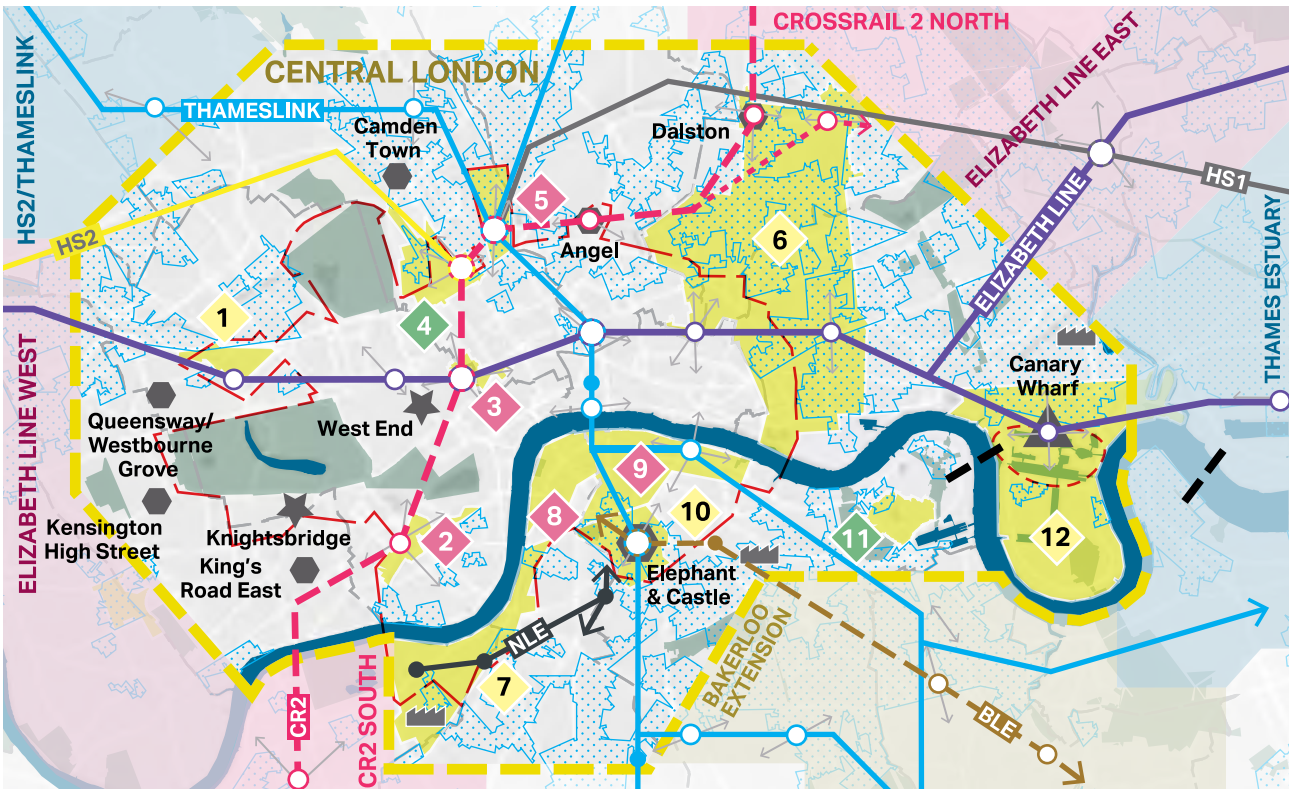 CROSSRAIL 2 NORTH
ELIZABETH LINE EAST
HS2/THAMESLINK
CENTRAL LONDON
THAMESLINK
Camden
Town
Dalston
HS1
5
Angel
6
HS2
ELIZABETH LINE
THAMES ESTUARY
1
4
ELIZABETH LINE WEST
Canary
Wharf
3
Queensway/
Westbourne
Grove
West End
9
Kensington
High Street
Knightsbridge
King's
Road East
2
8
10
11
12
Elephant
& Castle
NLE
7
BAKERLOO
EXTENSION
CR2
CR2 SOUTH
BLE